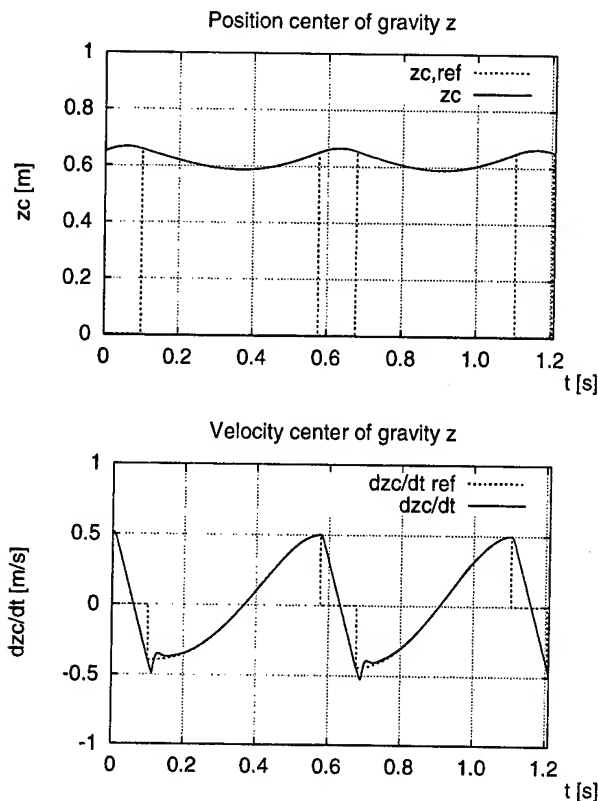 Position center of gravity z
1
zc,ref
zc
0.8
0.6
zc [m]
0.4
0.2
0
0 0.2 0.4 0.6 0.8 1.0 1.2
t [s]
Velocity center of gravity z
1
dzc/dt ref
dzc/dt
0.5
dzc/dt [m/s]
0
-0.5
-1
0 0.2 0.4 0.6 0.8 1.0 1.2
t [s]